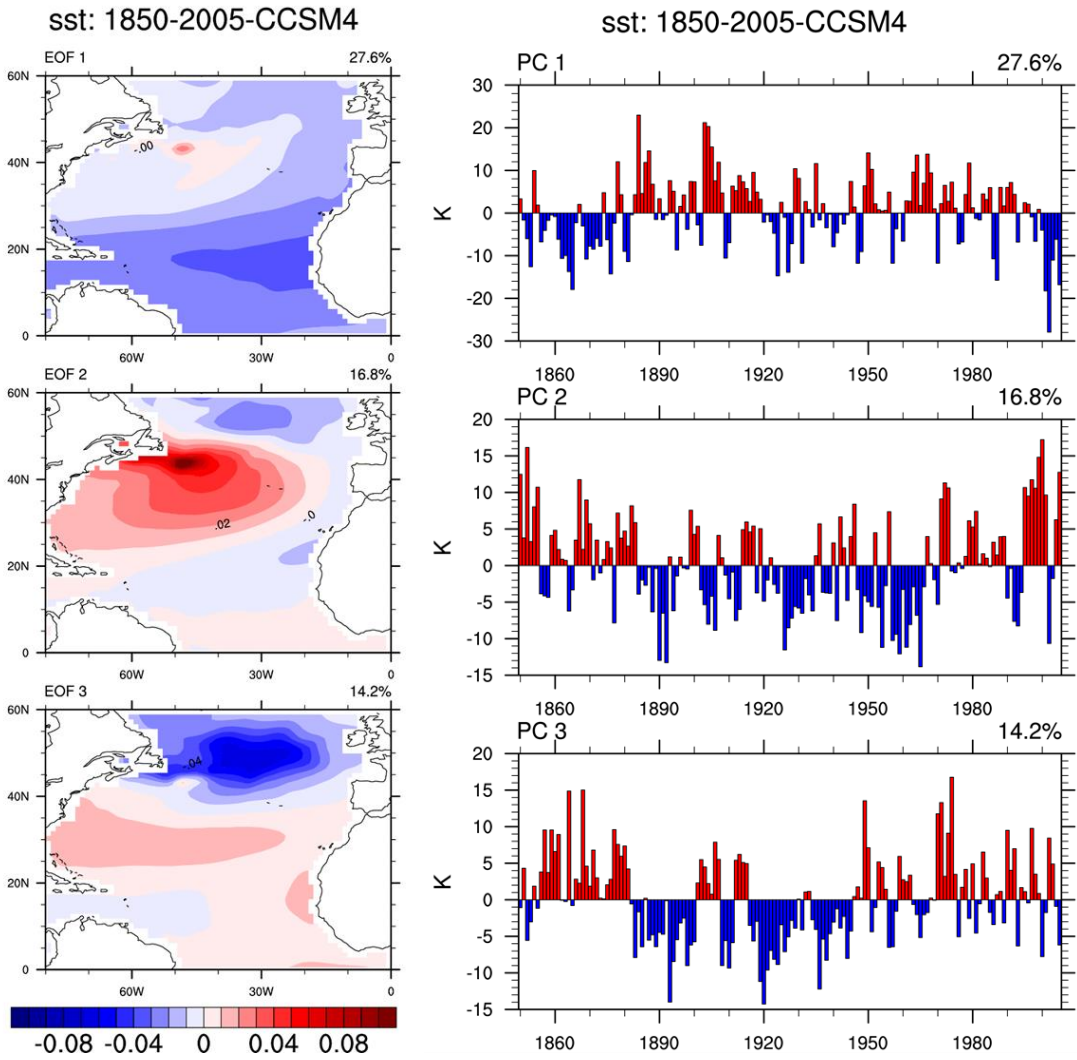 sst: 1850-2005-CCSM4
EOF 1 27.6%
60N
40N
20N
0
-.00
60W 30W 0
EOF 2 16.8%
60N
40N
20N
0
.02
-.0
60W 30W 0
EOF 3 14.2%
60N
40N
20N
0
-.04
60W 30W 0
-0.08 -0.04 0 0.04 0.08
sst: 1850-2005-CCSM4
PC 1 27.6%
K
30
20
10
0
-10
-20
-30
1860 1890 1920 1950 1980
PC 2 16.8%
K
20
15
10
5
0
-5
-10
-15
1860 1890 1920 1950 1980
PC 3 14.2%
K
20
15
10
5
0
-5
-10
-15
1860 1890 1920 1950 1980